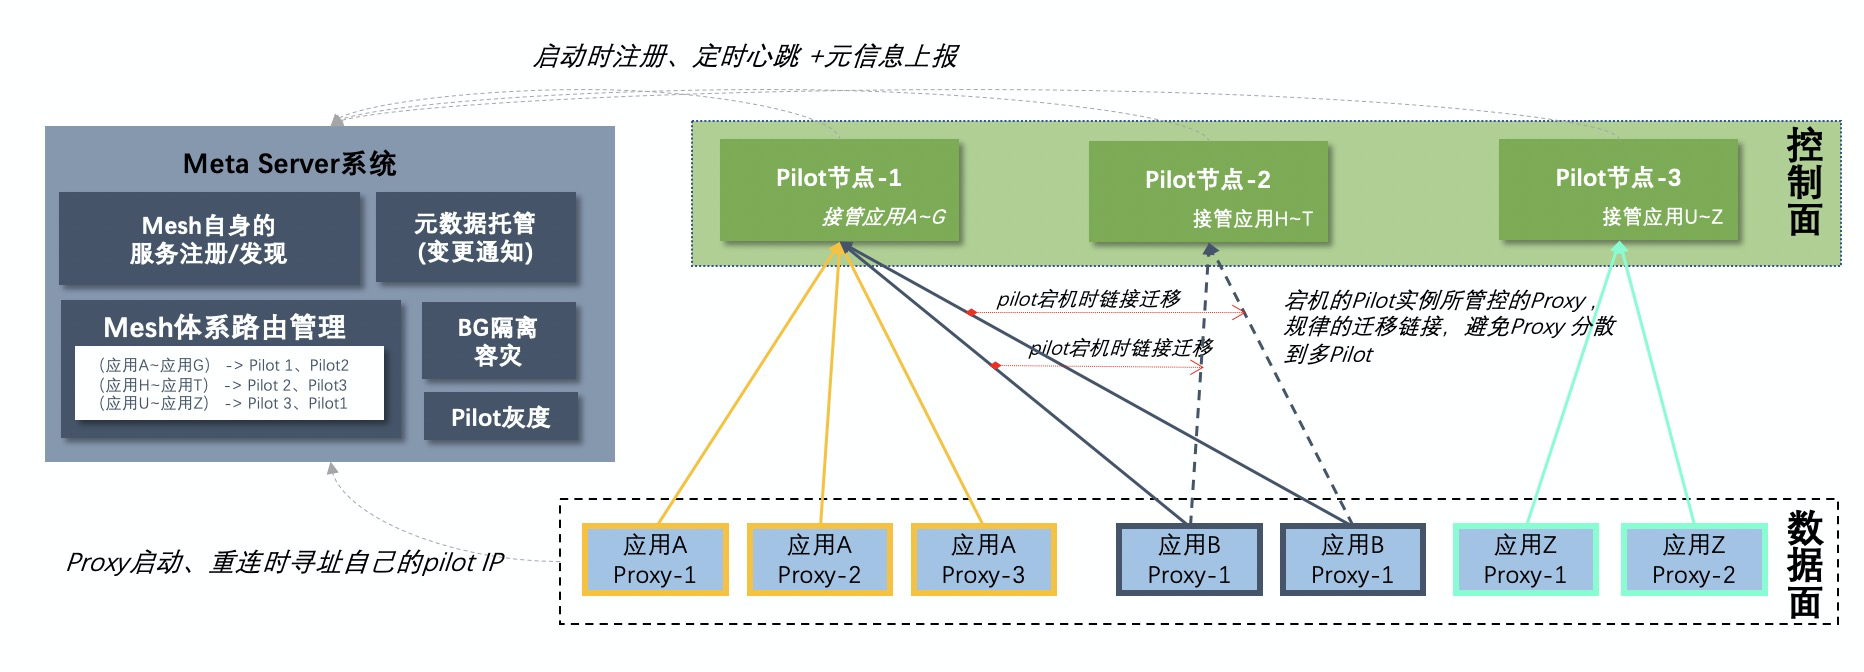 启动时注册、定时心跳 +元信息上报
Meta Server系统
Mesh自身的
服务注册/发现
元数据托管
(变更通知)
Mesh体系路由管理
（应用A~应用G） -> Pilot 1、Pilot2
（应用H~应用T） -> Pilot 2、Pilot3
（应用U~应用Z） -> Pilot 3、Pilot1
BG隔离
容灾
Pilot灰度
Pilot节点-1
接管应用A~G
Pilot节点-2
接管应用H~T
Pilot节点-3
接管应用U~Z
控
制
面
pilot宕机时链接迁移
pilot宕机时链接迁移
宕机的Pilot实例所管控的Proxy，
规律的迁移链接，避免Proxy 分散
到多Pilot
Proxy启动、重连时寻址自己的pilot IP
应用A
Proxy-1
应用A
Proxy-2
应用A
Proxy-3
应用B
Proxy-1
应用B
Proxy-1
应用Z
Proxy-1
应用Z
Proxy-2
数
据
面